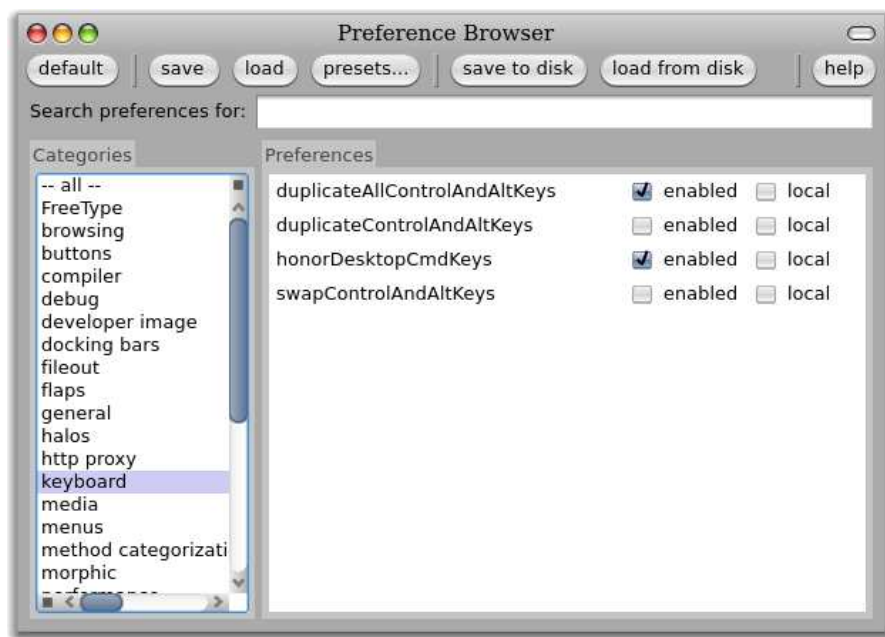 Preference Browser
default save load presets... save to disk load from disk help
Search preferences for:
Categories
-- all --
FreeType
browsing
buttons
compiler
debug
developer image
docking bars
fileout
flaps
general
halos
http proxy
keyboard
media
menus
method categorizati
morphic
Preferences
duplicateAllControlAndAltKeys enabled local
duplicateControlAndAltKeys enabled local
honorDesktopCmdKeys enabled local
swapControlAndAltKeys enabled local